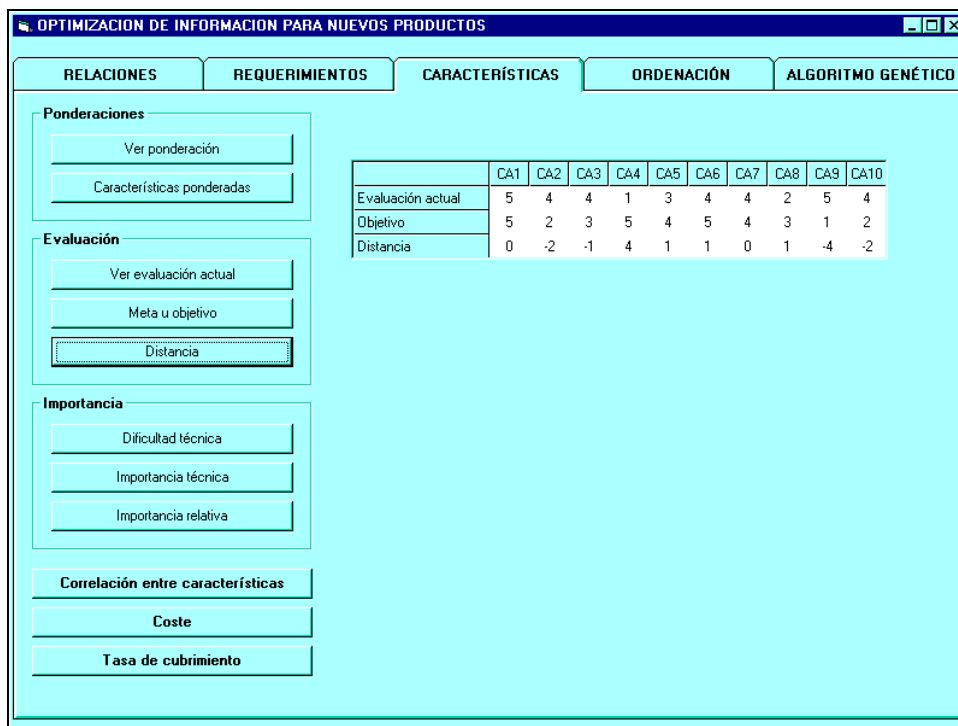 OPTIMIZACION DE INFORMACION PARA NUEVOS PRODUCTOS
RELACIONES REQUERIMIENTOS CARACTERÍSTICAS ORDENACIÓN ALGORITMO GENÉTICO
Ponderaciones
Ver ponderación
Características ponderadas
Evaluación
Ver evaluación actual
Meta u objetivo
Distancia
Importancia
Dificultad técnica
Importancia técnica
Importancia relativa
Correlación entre características
Coste
Tasa de cubrimiento
CA1 CA2 CA3 CA4 CA5 CA6 CA7 CA8 CA9 CA10
Evaluación actual 5 4 4 1 3 4 4 2 5 4
Objetivo 5 2 3 5 4 5 4 3 1 2
Distancia 0 -2 -1 4 1 1 0 1 -4 -2